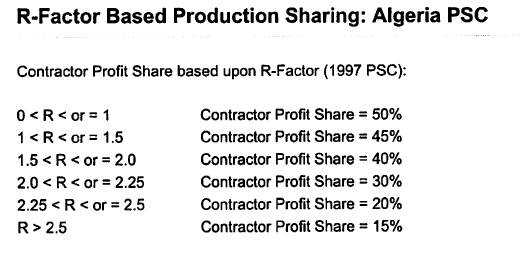 R-Factor Based Production Sharing: Algeria PSC
Contractor Profit Share based upon R-Factor (1997 PSC):
0 < R < or = 1 Contractor Profit Share = 50%
1 < R < or = 1.5 Contractor Profit Share = 45%
1.5 < R < or = 2.0 Contractor Profit Share = 40%
2.0 < R < or = 2.25 Contractor Profit Share = 30%
2.25 < R < or = 2.5 Contractor Profit Share = 20%
R > 2.5 Contractor Profit Share = 15%